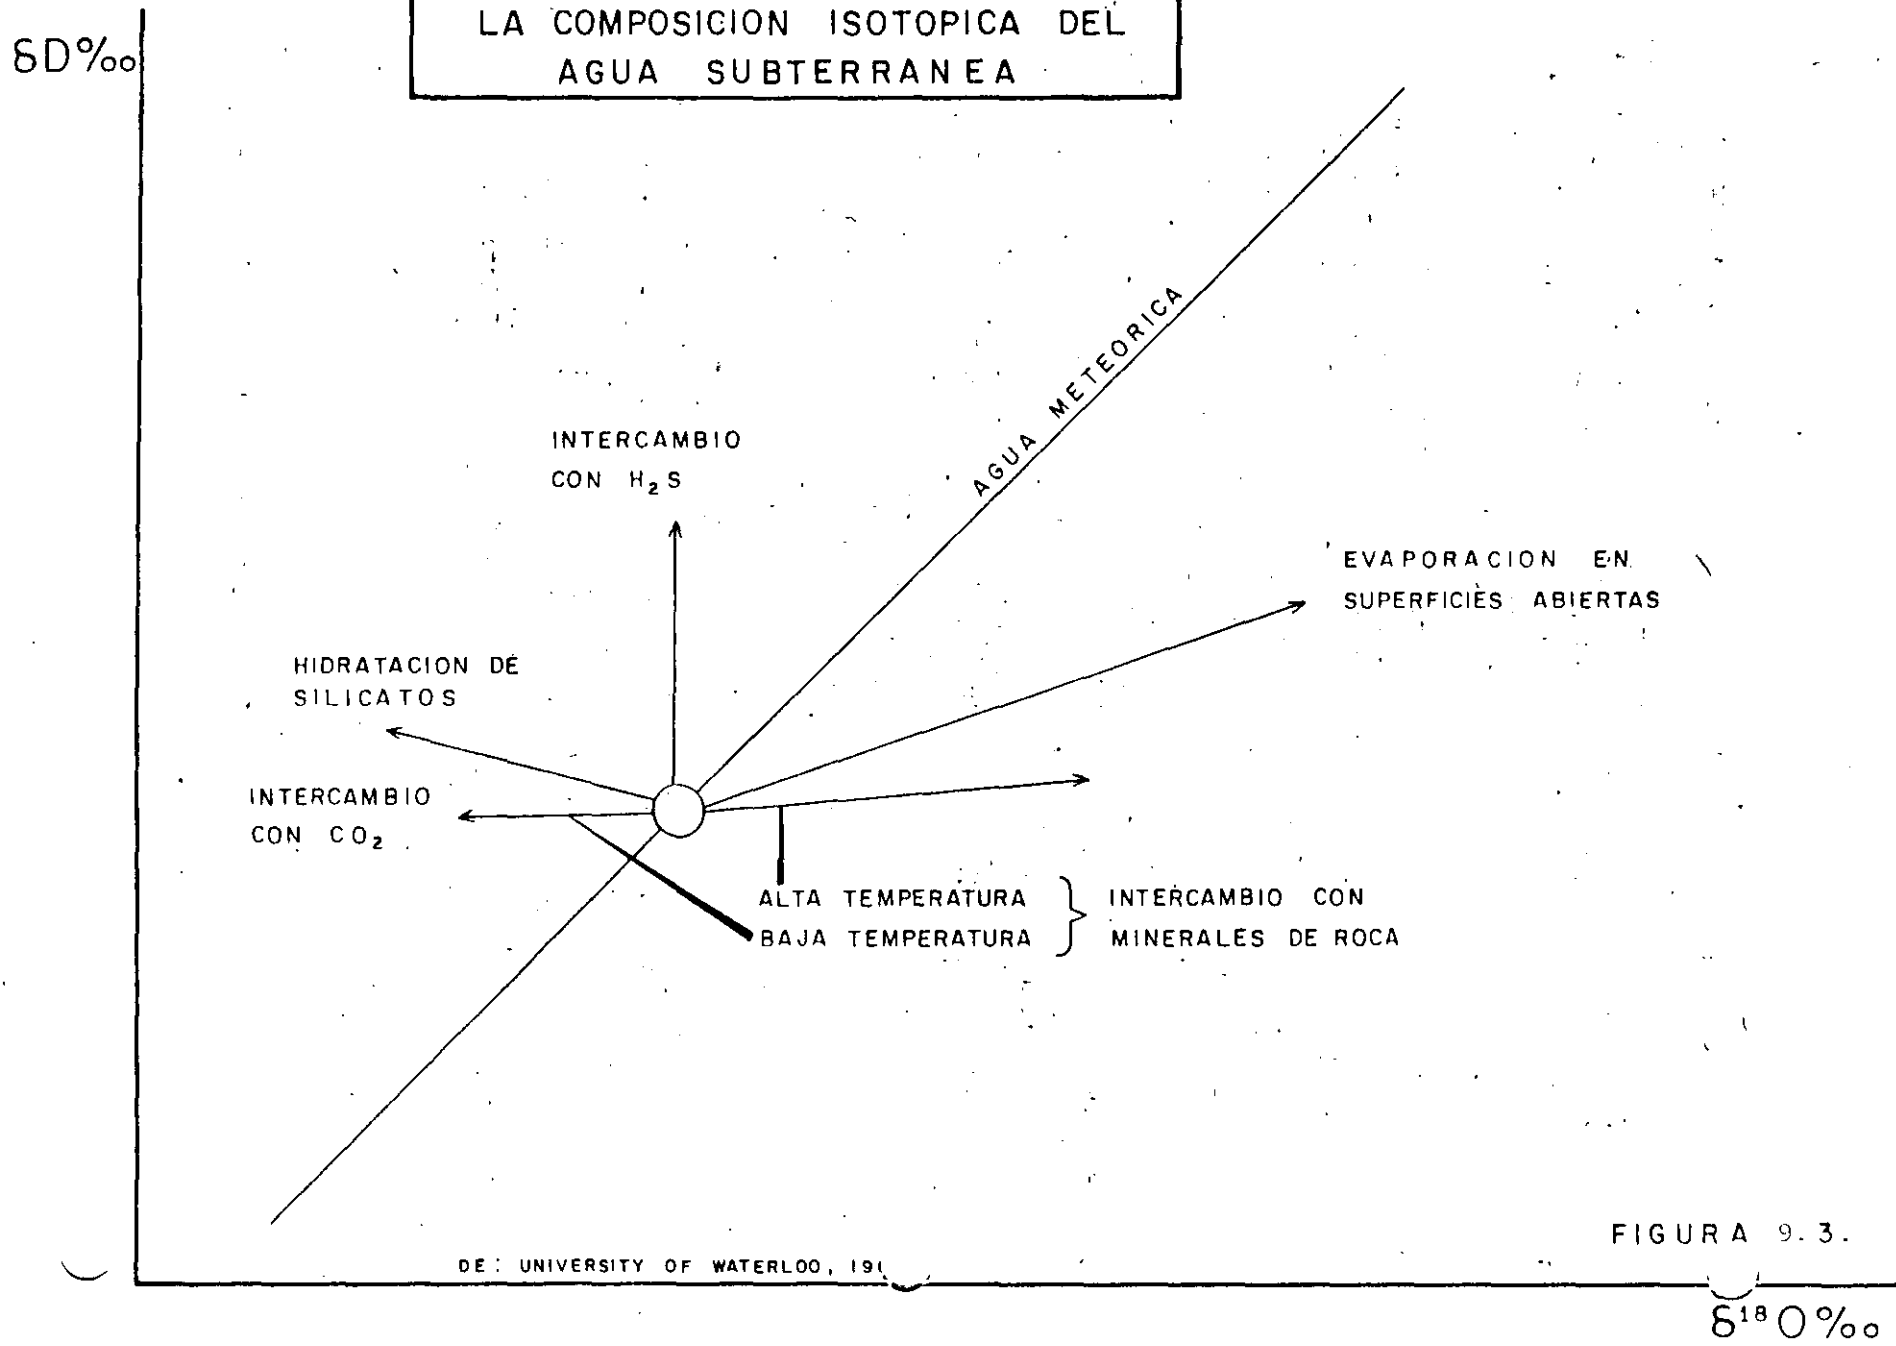 LA COMPOSICION ISOTOPICA DEL
AGUA SUBTERRANEA
δD‰
AGUA METEORICA
INTERCAMBIO
CON H₂S
EVAPORACION EN
SUPERFICIES ABIERTAS
HIDRATACION DE
SILICATOS
INTERCAMBIO
CON CO₂
ALTA TEMPERATURA
BAJA TEMPERATURA
INTERCAMBIO CON
MINERALES DE ROCA
FIGURA 9.3.
DE: UNIVERSITY OF WATERLOO,
δ¹⁸O‰